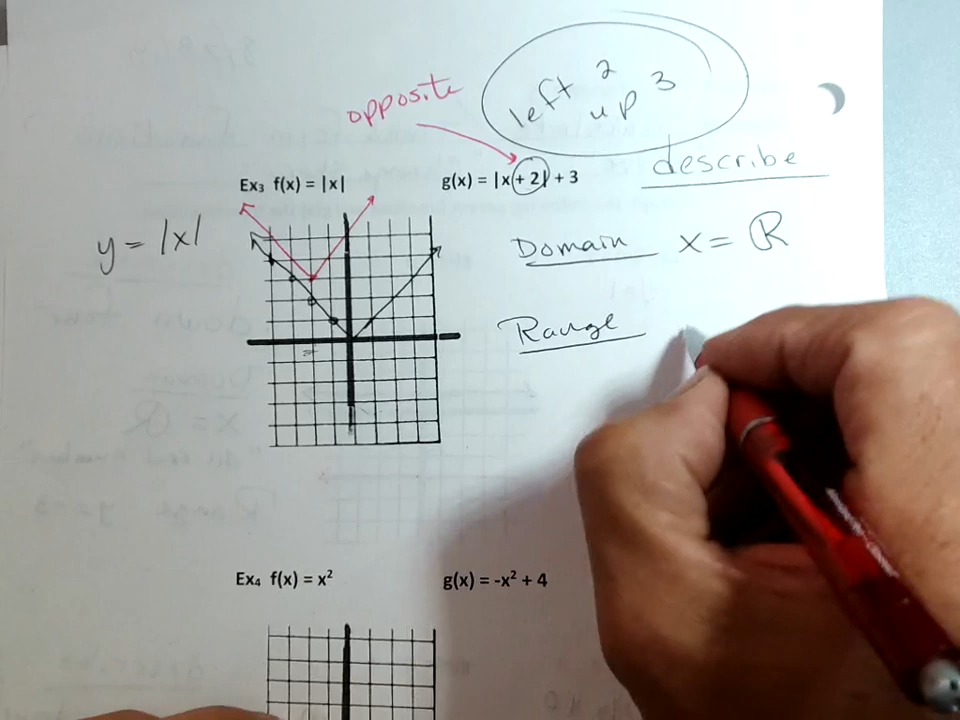 left 2
up 3
opposite
describe
Ex3 f(x) = |x|
g(x) = |x + 2| + 3
y = |x|
Domain x = ℝ
Range
Ex4 f(x) = x²
g(x) = -x² + 4